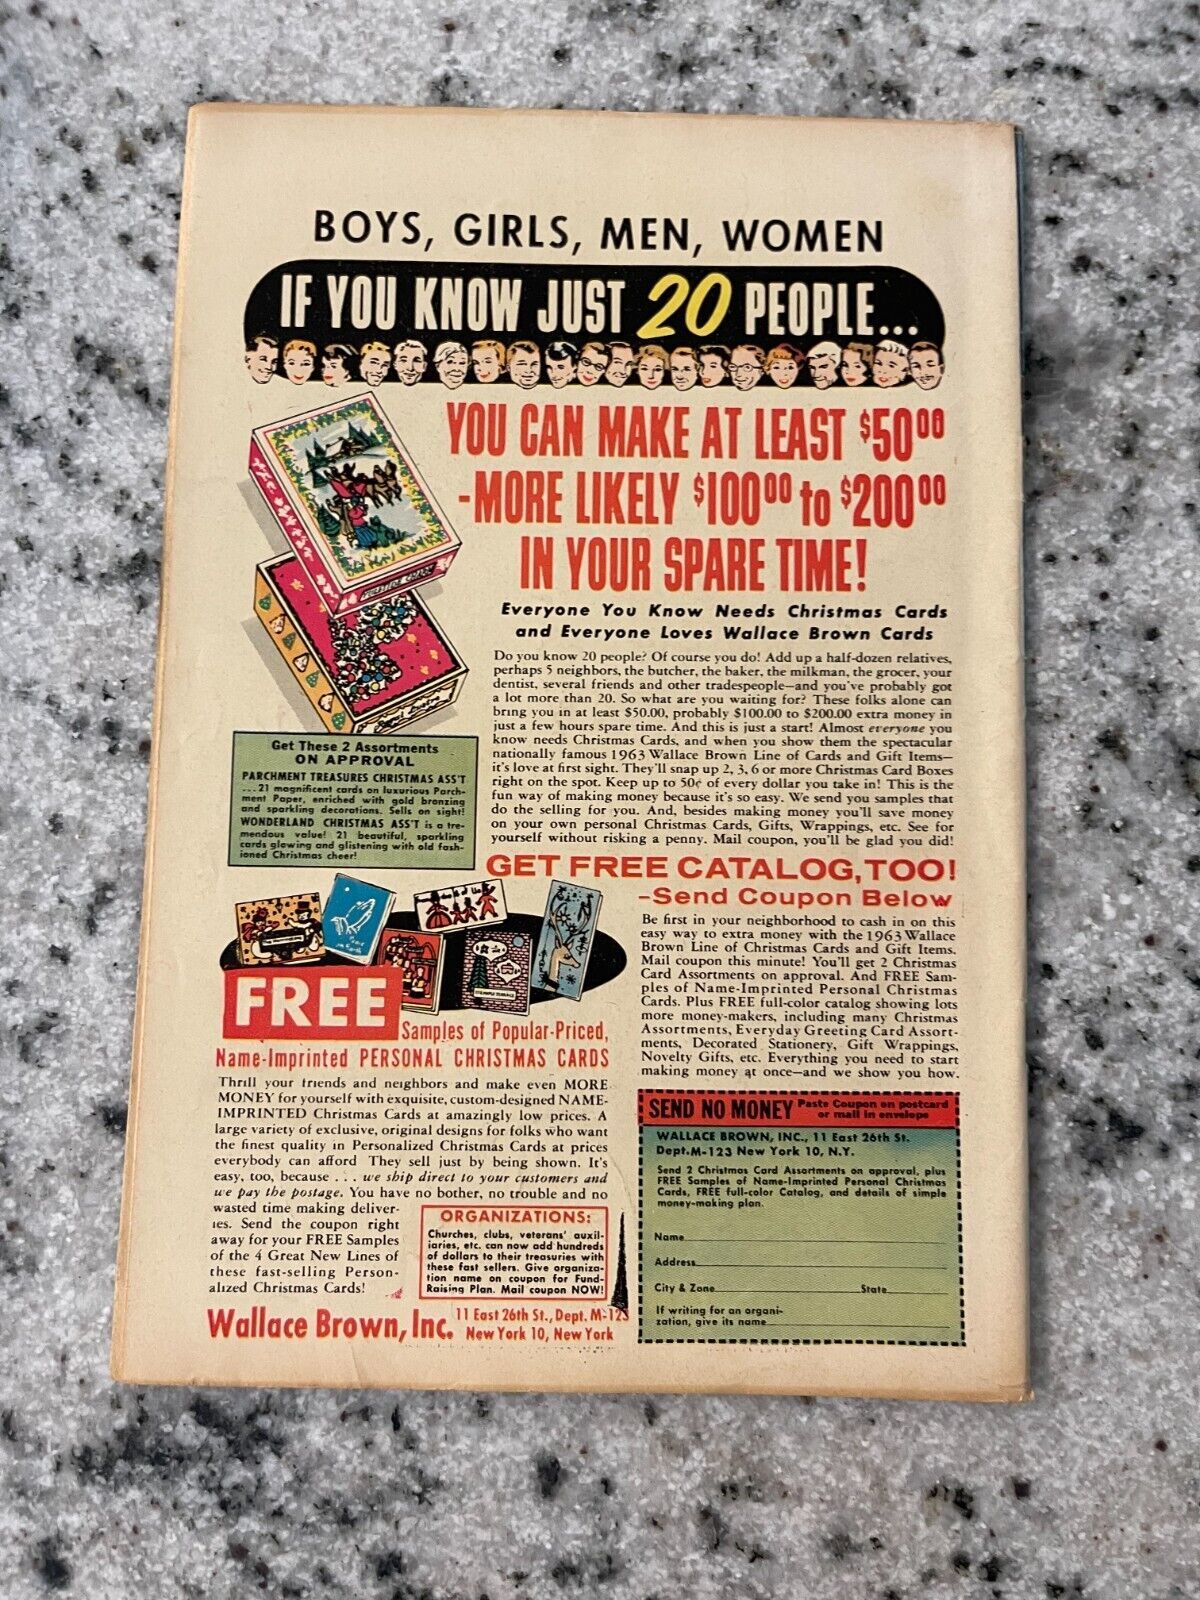 BOYS, GIRLS, MEN, WOMEN
IF YOU KNOW JUST 20 PEOPLE...
YOU CAN MAKE AT LEAST $50⁰⁰
-MORE LIKELY $100⁰⁰ to $200⁰⁰
IN YOUR SPARE TIME!
Everyone You Know Needs Christmas Cards
and Everyone Loves Wallace Brown Cards
Do you know 20 people? Of course you do! Add up a half-dozen relatives,
perhaps 5 neighbors, the butcher, the baker, the milkman, the grocer, your
dentist, several friends and other tradespeople—and you've probably got
a lot more than 20. So what are you waiting for? These folks alone can
bring you in at least $50.00, probably $100.00 to $200.00 extra money in
just a few hours spare time. And this is just a start! Almost everyone you
know needs Christmas Cards, and when you show them the spectacular
nationally famous 1963 Wallace Brown Line of Cards and Gift Items—
it's love at first sight. They'll snap up 2, 3, 6 or more Christmas Card Boxes
right on the spot. Keep up to 50¢ of every dollar you take in! This is the
fun way of making money because it's so easy. We send you samples that
do the selling for you. And, besides making money you'll save money
on your own personal Christmas Cards, Gifts, Wrappings, etc. See for
yourself without risking a penny. Mail coupon, you'll be glad you did!
Get These 2 Assortments
ON APPROVAL
PARCHMENT TREASURES CHRISTMAS ASS'T
...21 magnificent cards on luxurious Parch-
ment Paper, enriched with gold bronzing
and sparkling decorations. Sells on sight!
WONDERLAND CHRISTMAS ASS'T is a tre-
mendous value! 21 beautiful, sparkling
cards glowing and glistening with old fash-
ioned Christmas cheer!
GET FREE CATALOG, TOO!
-Send Coupon Below
Be first in your neighborhood to cash in on this
easy way to extra money with the 1963 Wallace
Brown Line of Christmas Cards and Gift Items.
Mail coupon this minute! You'll get 2 Christmas
Card Assortments on approval. And FREE Sam-
ples of Name-Imprinted Personal Christmas
Cards. Plus FREE full-color catalog showing lots
more money-makers, including many Christmas
Assortments, Everyday Greeting Card Assort-
ments, Decorated Stationery, Gift Wrappings,
Novelty Gifts, etc. Everything you need to start
making money at once—and we show you how.
Peace on Earth
FREE
Samples of Popular-Priced,
Name-Imprinted PERSONAL CHRISTMAS CARDS
Thrill your friends and neighbors and make even MORE
MONEY for yourself with exquisite, custom-designed NAME-
IMPRINTED Christmas Cards at amazingly low prices. A
large variety of exclusive, original designs for folks who want
the finest quality in Personalized Christmas Cards at prices
everybody can afford They sell just by being shown. It's
easy, too, because ... we ship direct to your customers and
we pay the postage. You have no bother, no trouble and no
wasted time making deliver-
ies. Send the coupon right
away for your FREE Samples
of the 4 Great New Lines of
these fast-selling Person-
alized Christmas Cards!
ORGANIZATIONS:
Churches, clubs, veterans' auxil-
iaries, etc. can now add hundreds
of dollars to their treasuries with
these fast sellers. Give organiza-
tion name on coupon for Fund-
Raising Plan. Mail coupon NOW!
Wallace Brown, Inc. 11 East 26th St., Dept. M-123
New York 10, New York
SEND NO MONEY Paste Coupon on postcard
or mail in envelope
WALLACE BROWN, INC., 11 East 26th St.
Dept. M-123 New York 10, N.Y.
Send 2 Christmas Card Assortments on approval, plus
FREE Samples of Name-Imprinted Personal Christmas
Cards, FREE full-color Catalog, and details of simple
money-making plan.
Name
Address
City & Zone State
If writing for an organi-
zation, give its name